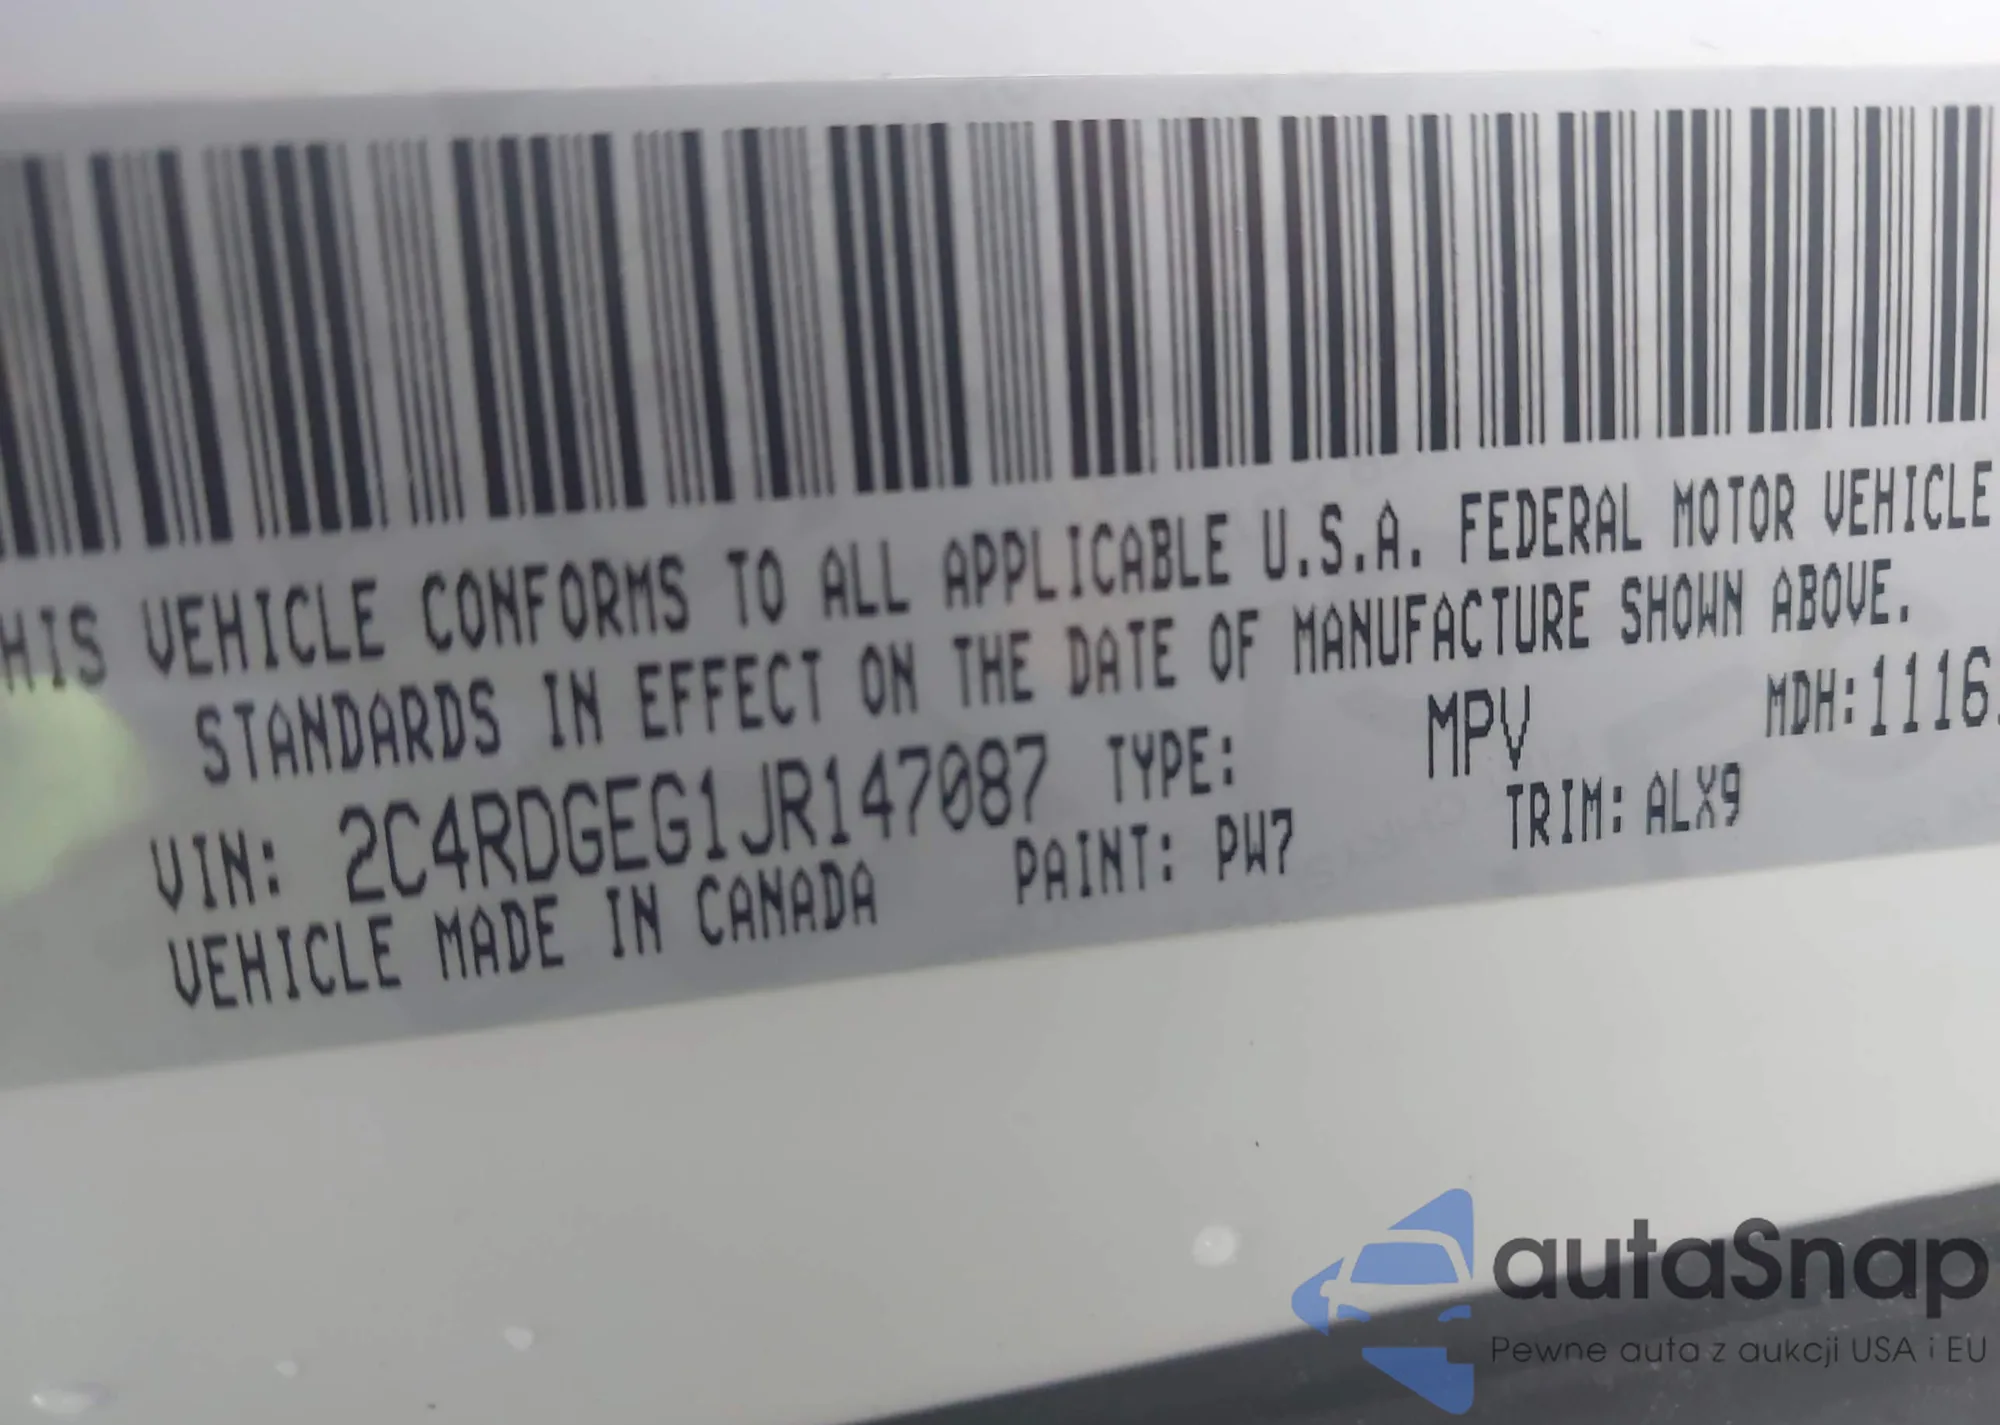 HIS VEHICLE CONFORMS TO ALL APPLICABLE U.S.A. FEDERAL MOTOR VEHICLE
STANDARDS IN EFFECT ON THE DATE OF MANUFACTURE SHOWN ABOVE.
VIN: 2C4RDGEG1JR147087 TYPE: MPV MDH:1116
VEHICLE MADE IN CANADA PAINT: PW7 TRIM: ALX9
autaSnap
Pewne auta z aukcji USA i EU